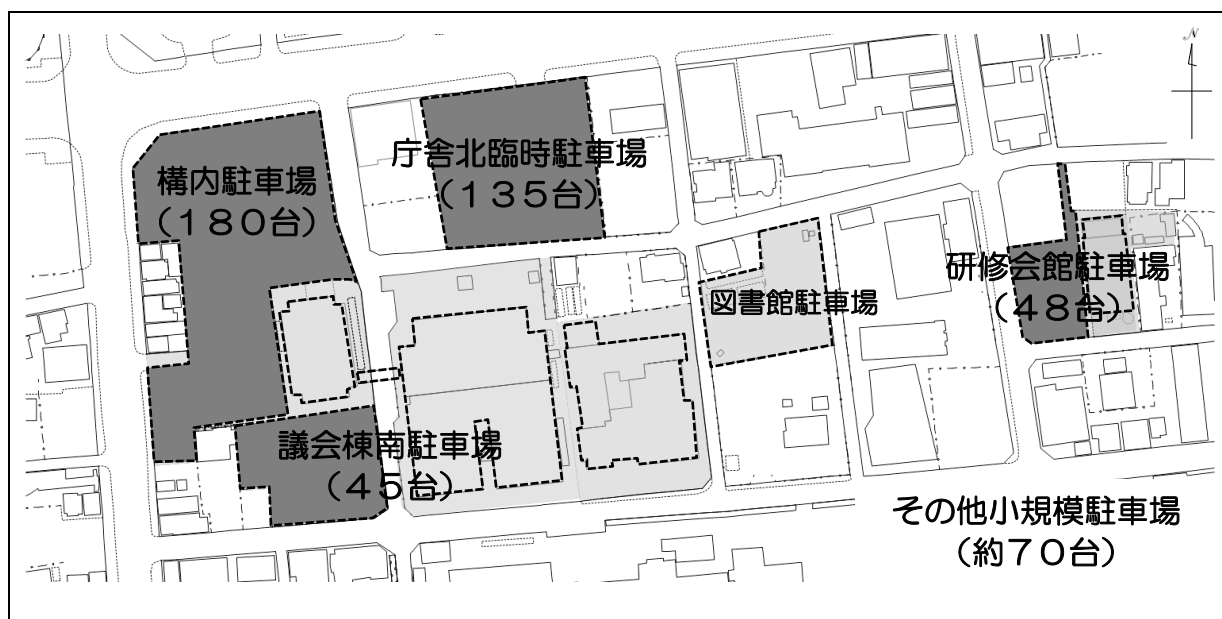 N
構内駐車場
（１８０台）
庁舎北臨時駐車場
（１３５台）
図書館駐車場
研修会館駐車場
（４８台）
議会棟南駐車場
（４５台）
その他小規模駐車場
（約７０台）